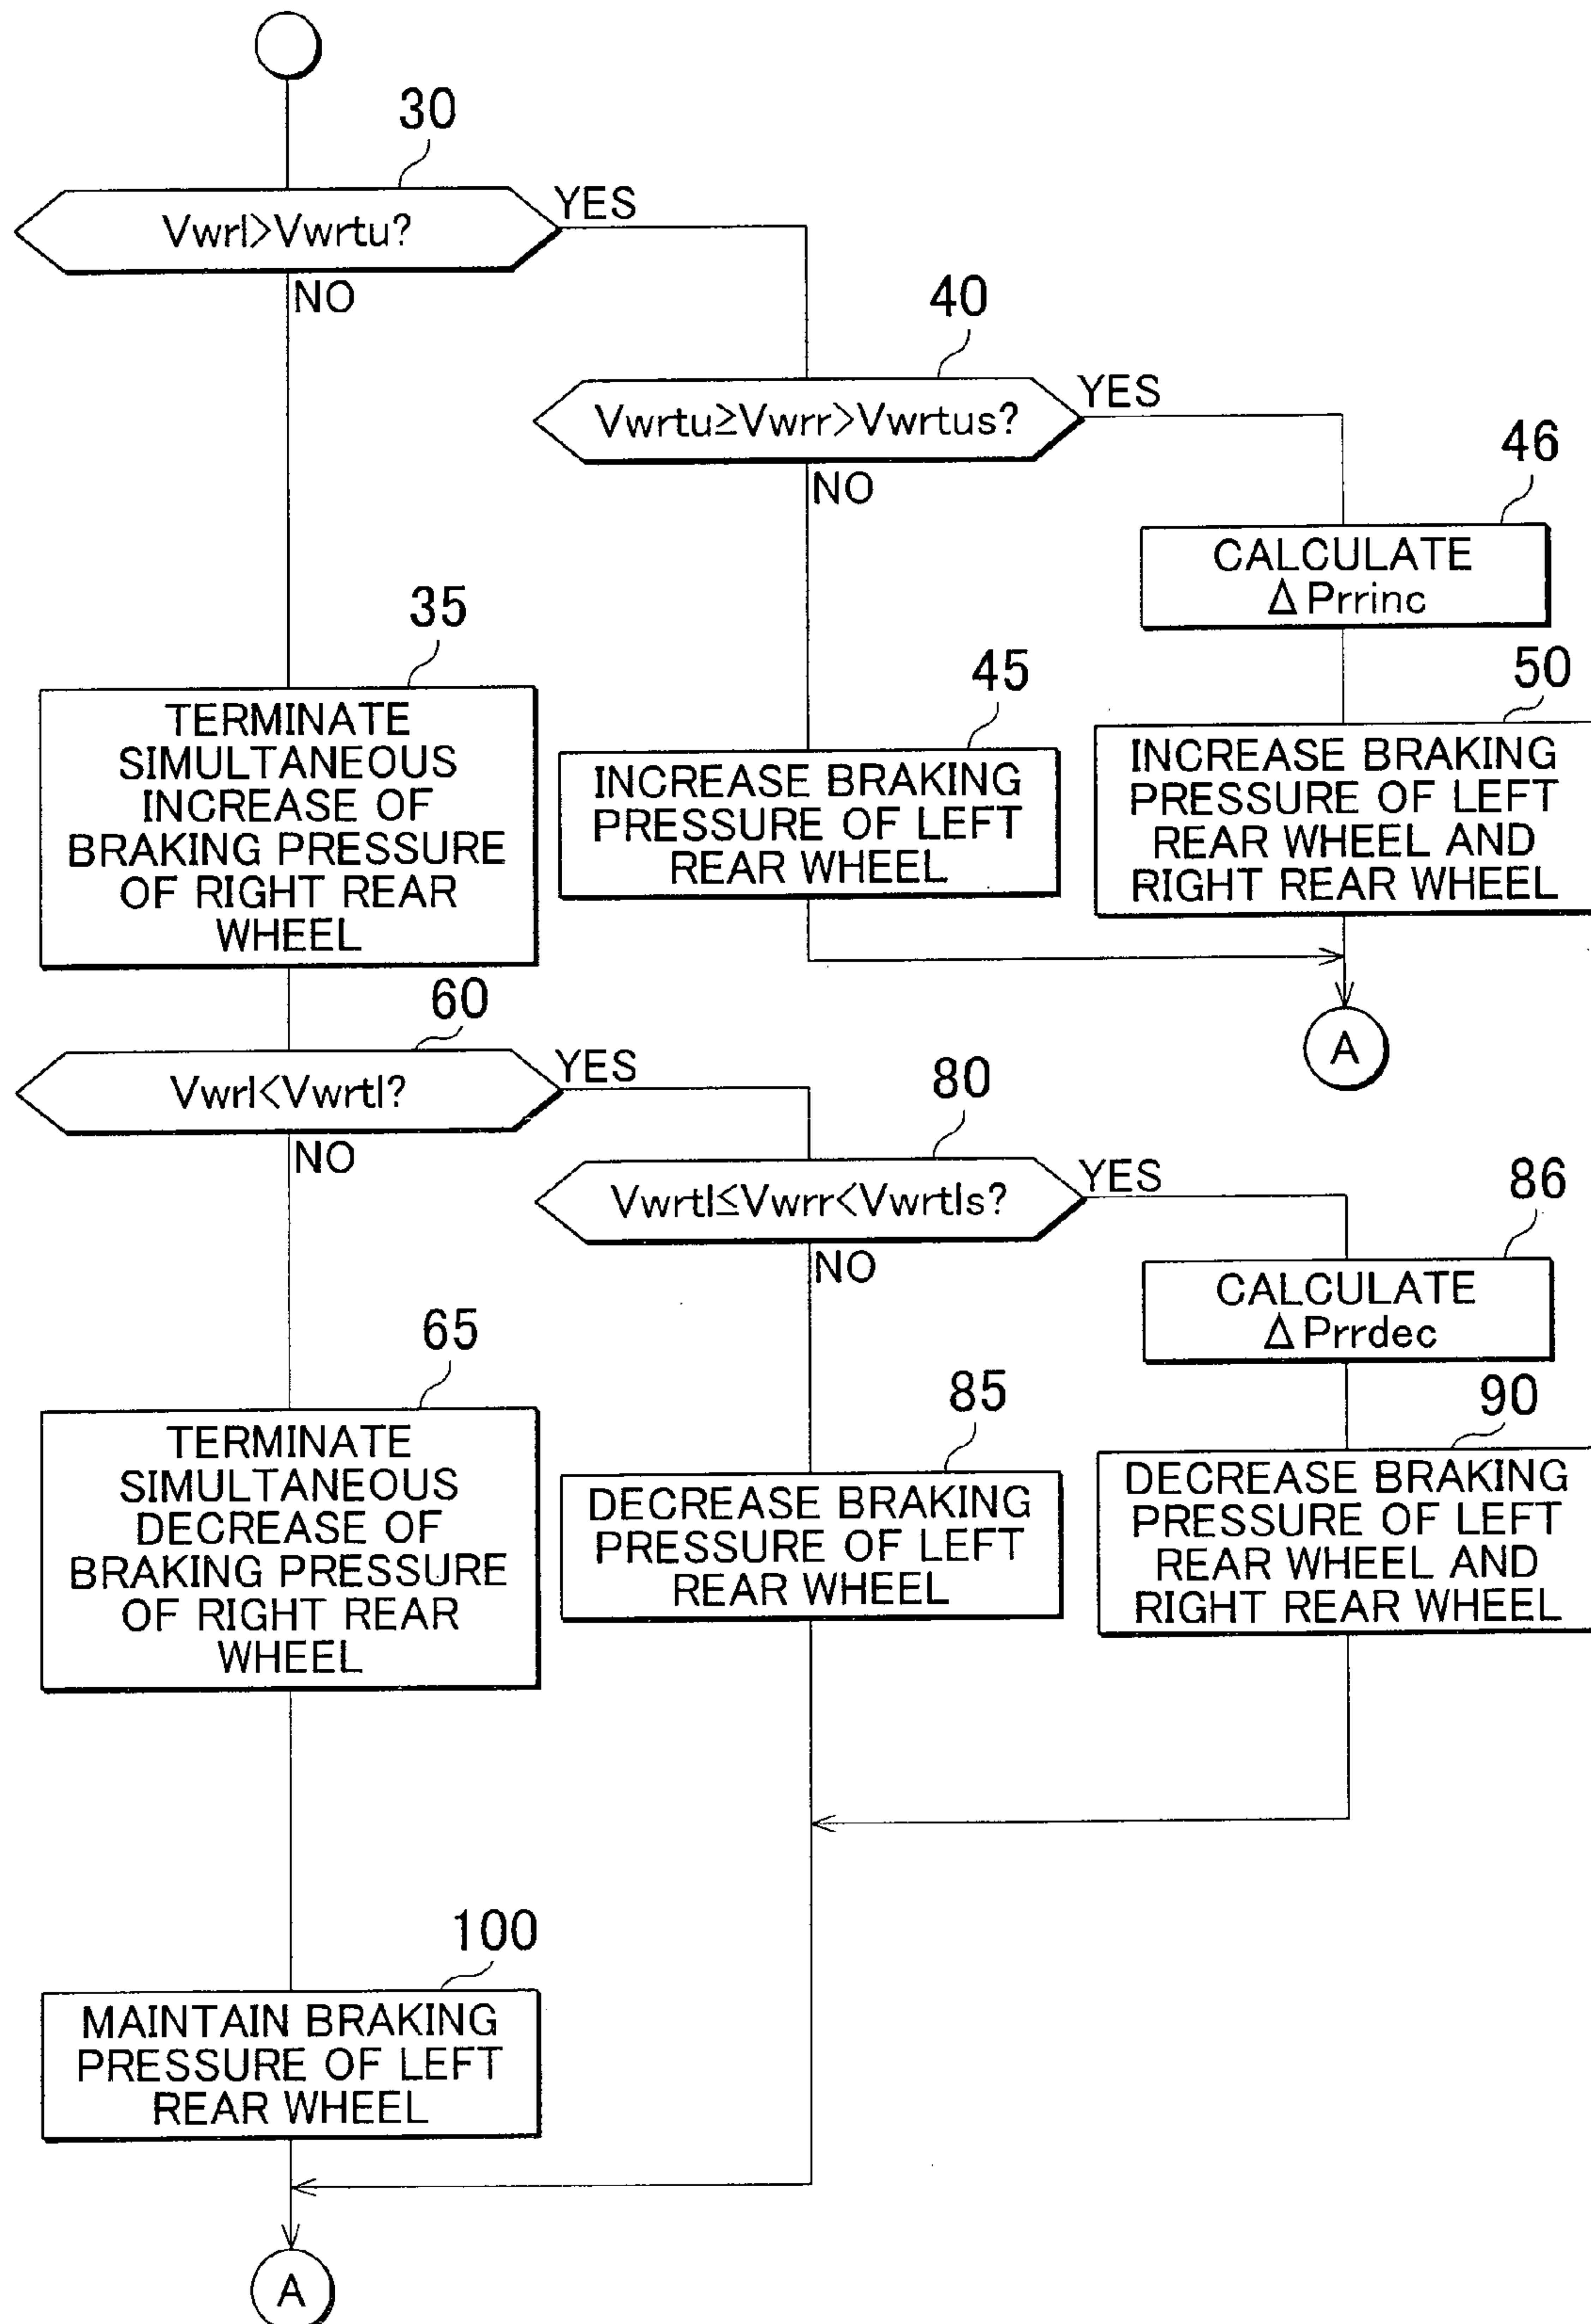 30
Vwrl>Vwrtu?
YES
NO
40
Vwrtu≥Vwrr>Vwrtus?
YES
NO
46
CALCULATE
Δ Prrinc
35
TERMINATE
SIMULTANEOUS
INCREASE OF
BRAKING PRESSURE
OF RIGHT REAR
WHEEL
45
INCREASE BRAKING
PRESSURE OF LEFT
REAR WHEEL
50
INCREASE BRAKING
PRESSURE OF LEFT
REAR WHEEL AND
RIGHT REAR WHEEL
A
60
Vwrl<Vwrtl?
YES
NO
80
Vwrtl≤Vwrr<Vwrtls?
YES
NO
86
CALCULATE
Δ Prrdec
65
TERMINATE
SIMULTANEOUS
DECREASE OF
BRAKING PRESSURE
OF RIGHT REAR
WHEEL
85
DECREASE BRAKING
PRESSURE OF LEFT
REAR WHEEL
90
DECREASE BRAKING
PRESSURE OF LEFT
REAR WHEEL AND
RIGHT REAR WHEEL
100
MAINTAIN BRAKING
PRESSURE OF LEFT
REAR WHEEL
A